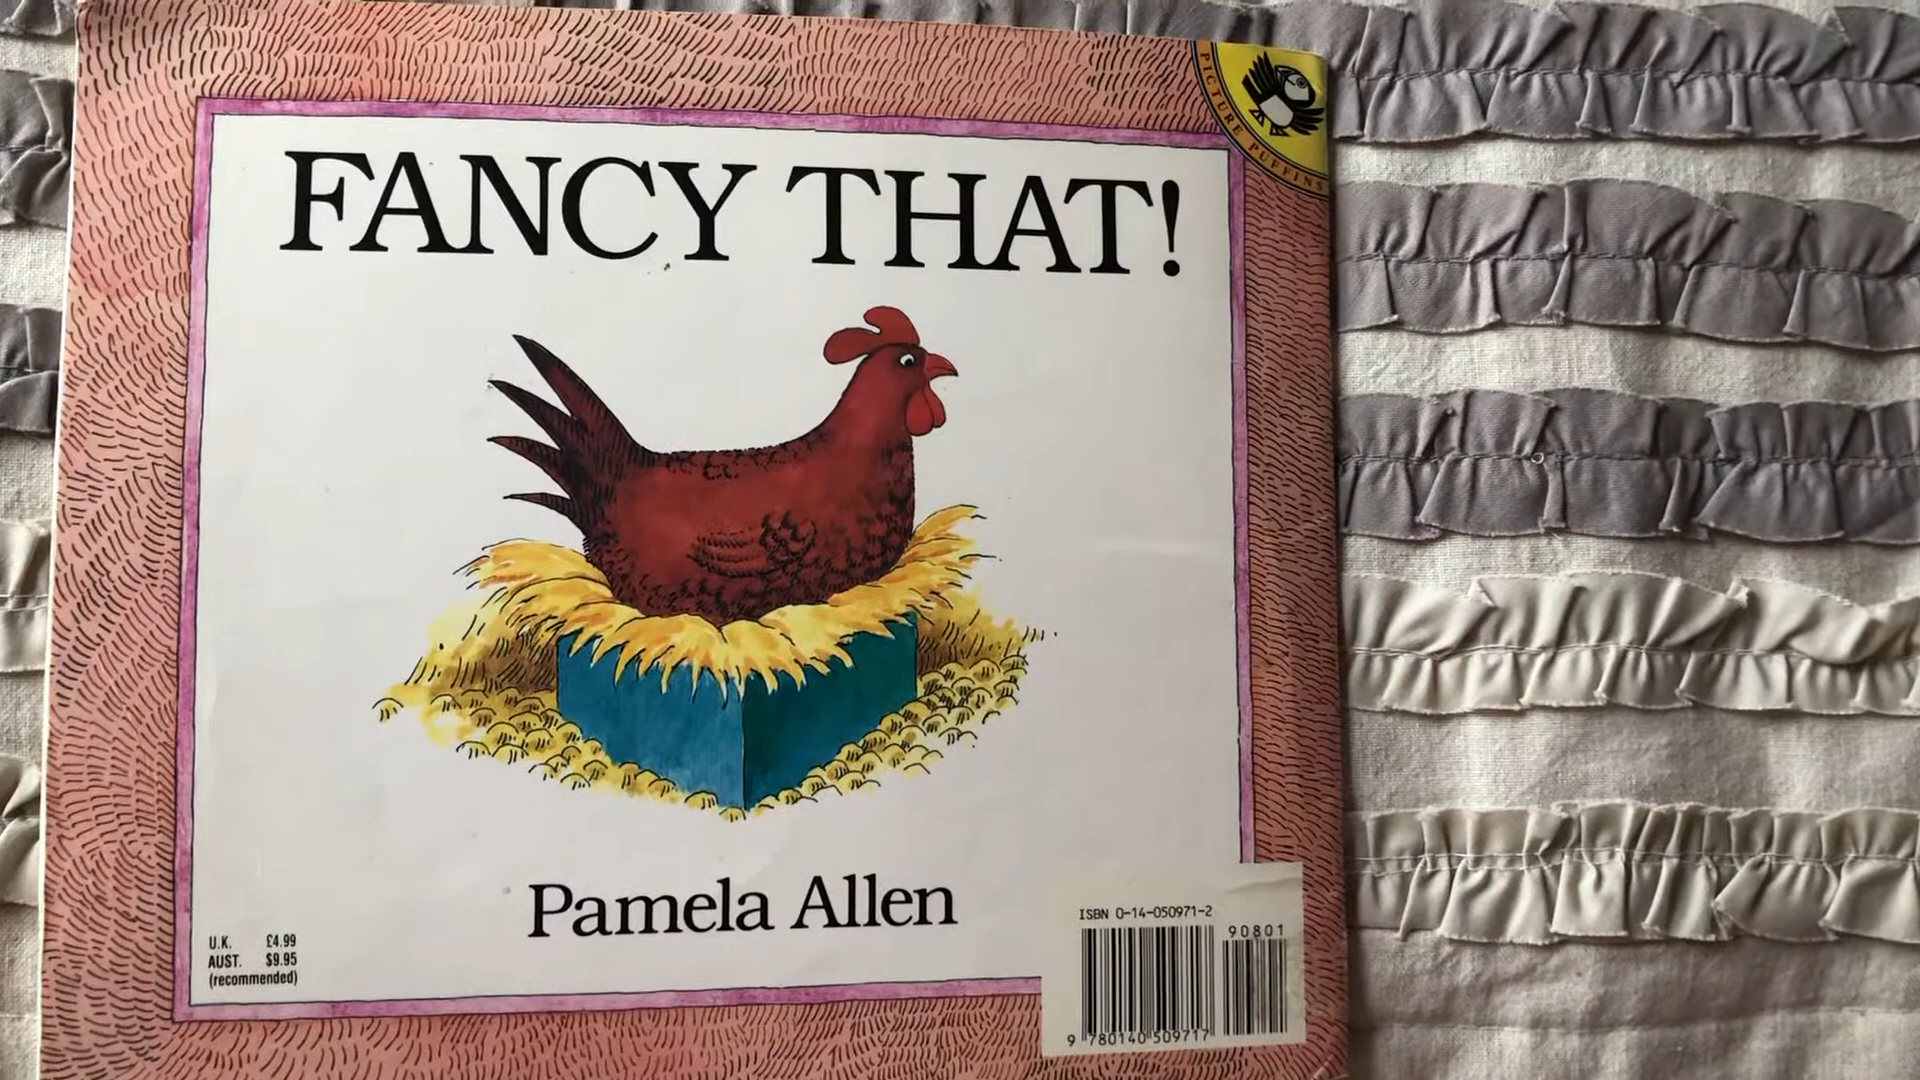 PICTURE PUFFINS
FANCY THAT!
Pamela Allen
U.K. £4.99
AUST. $9.95
(recommended)
ISBN 0-14-050971-2
90801
9 780140 509717